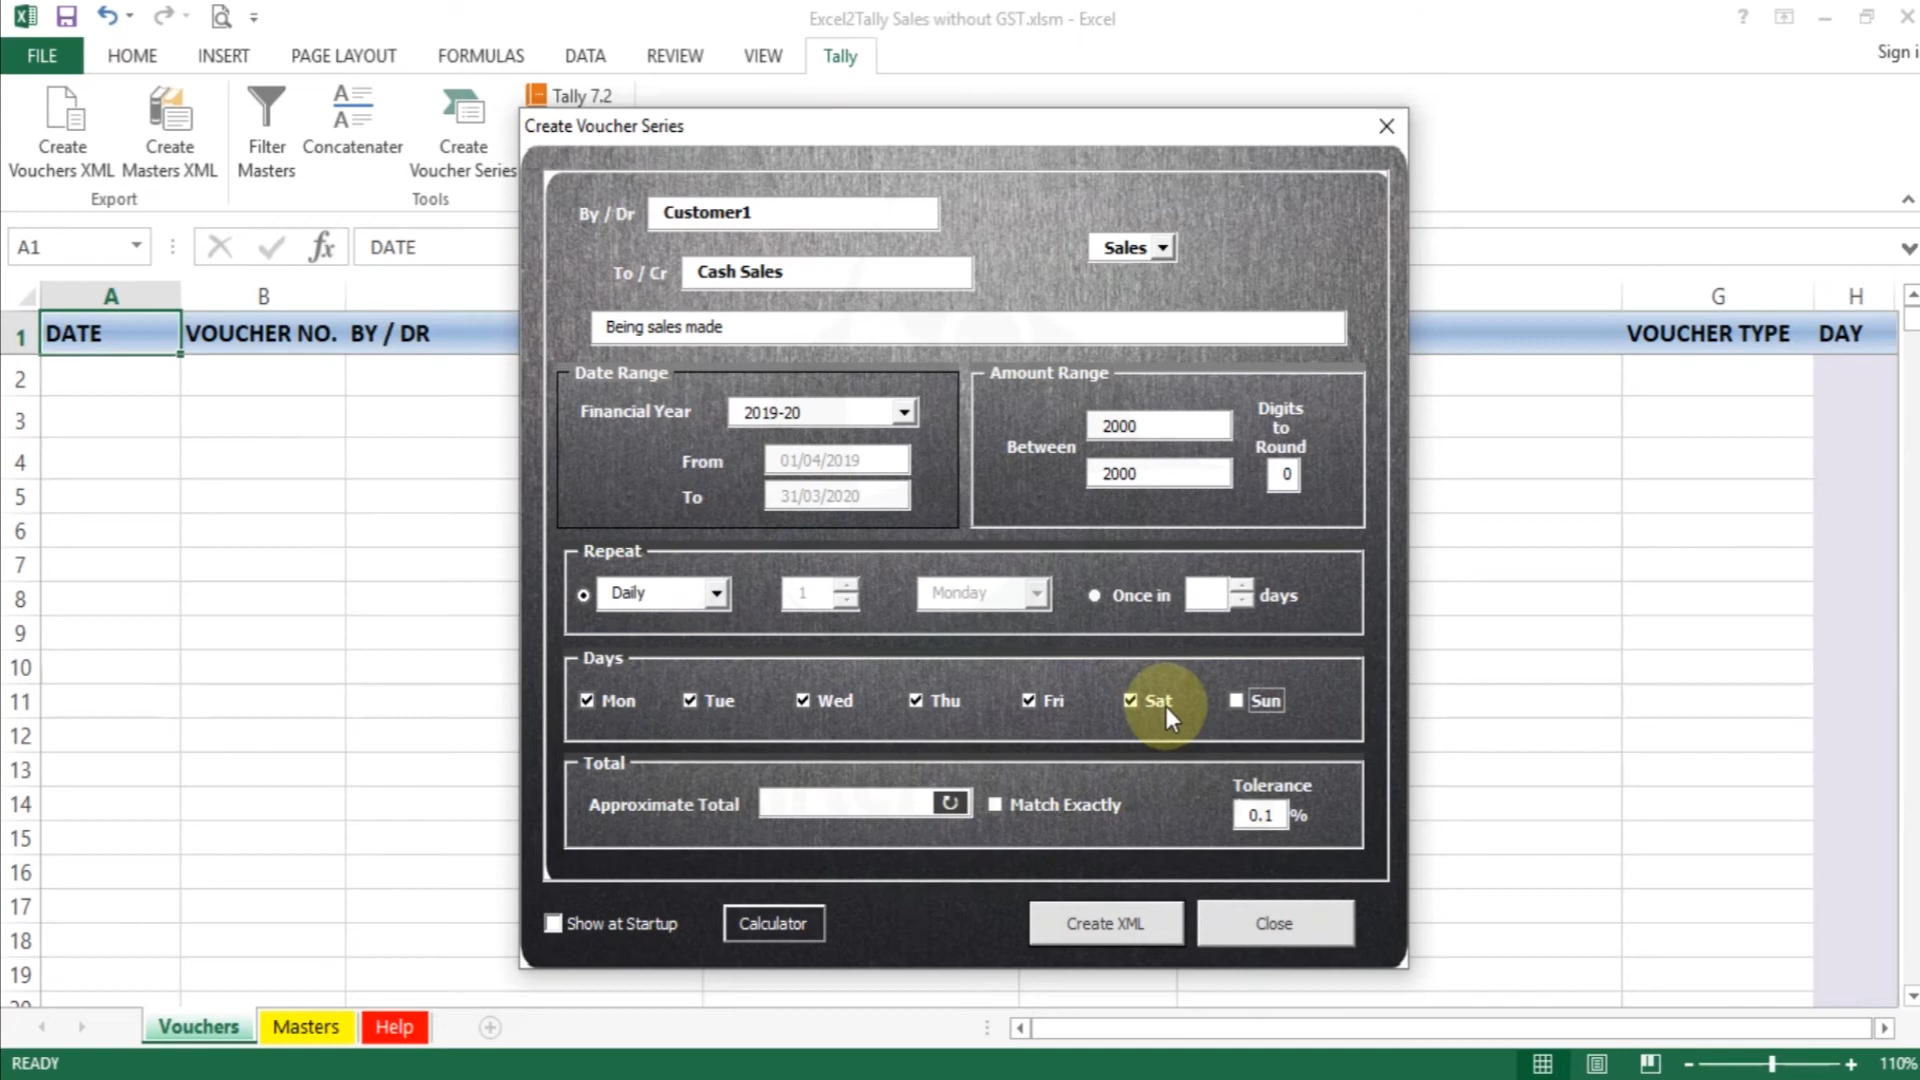 Excel2Tally Sales without GST.xlsm - Excel
FILE HOME INSERT PAGE LAYOUT FORMULAS DATA REVIEW VIEW Tally
Sign i
Create Vouchers XML
Create Masters XML
Export
Filter Masters
Concatenater
Create Voucher Series
Tools
Tally 7.2
A1
fx
DATE
A B G H
1 DATE VOUCHER NO. BY / DR VOUCHER TYPE DAY
2
3
4
5
6
7
8
9
10
11
12
13
14
15
16
17
18
19
Create Voucher Series
By / Dr Customer1
Sales
To / Cr Cash Sales
Being sales made
Date Range
Financial Year 2019-20
From 01/04/2019
To 31/03/2020
Amount Range
Between 2000
2000
Digits
to
Round
0
Repeat
Daily 1 Monday Once in days
Days
Mon Tue Wed Thu Fri Sat Sun
Total
Approximate Total Match Exactly
Tolerance
0.1 %
Show at Startup Calculator Create XML Close
Vouchers Masters Help
READY
110%